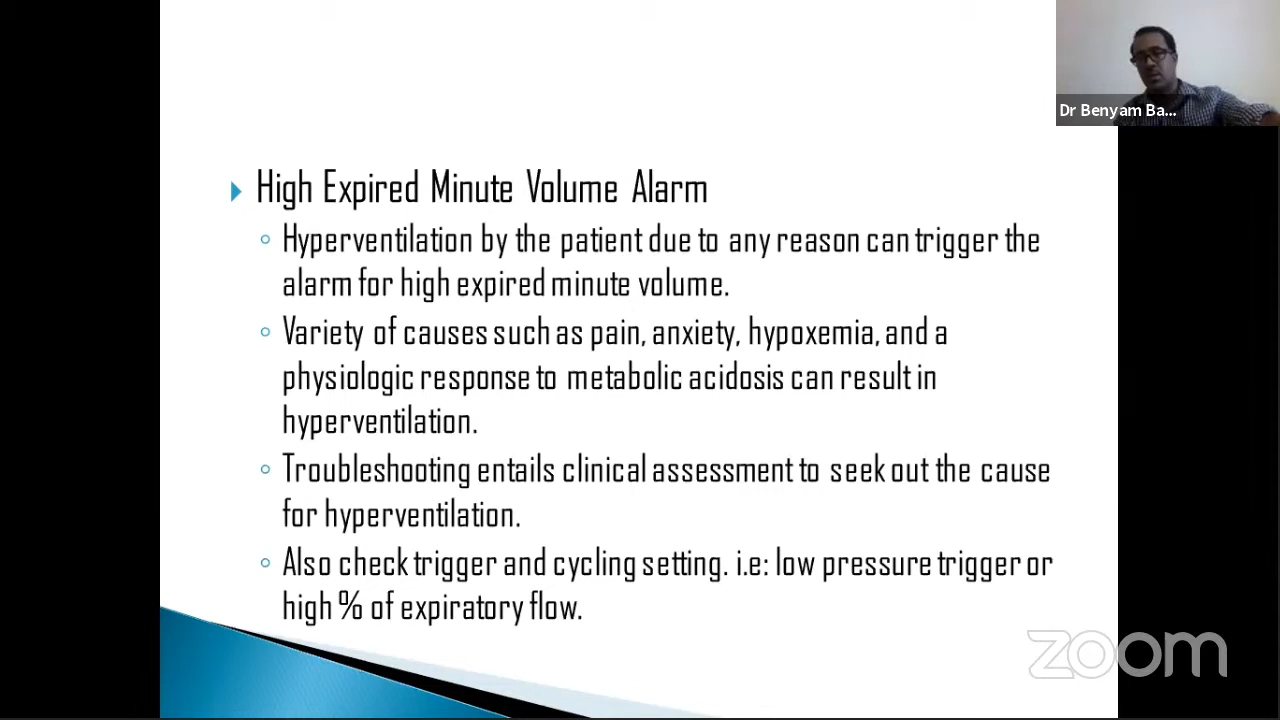 Dr Benyam Ba...
High Expired Minute Volume Alarm
Hyperventilation by the patient due to any reason can trigger the
alarm for high expired minute volume.
Variety of causes such as pain, anxiety, hypoxemia, and a
physiologic response to metabolic acidosis can result in
hyperventilation.
Troubleshooting entails clinical assessment to seek out the cause
for hyperventilation.
Also check trigger and cycling setting. i.e: low pressure trigger or
high % of expiratory flow.
zoom